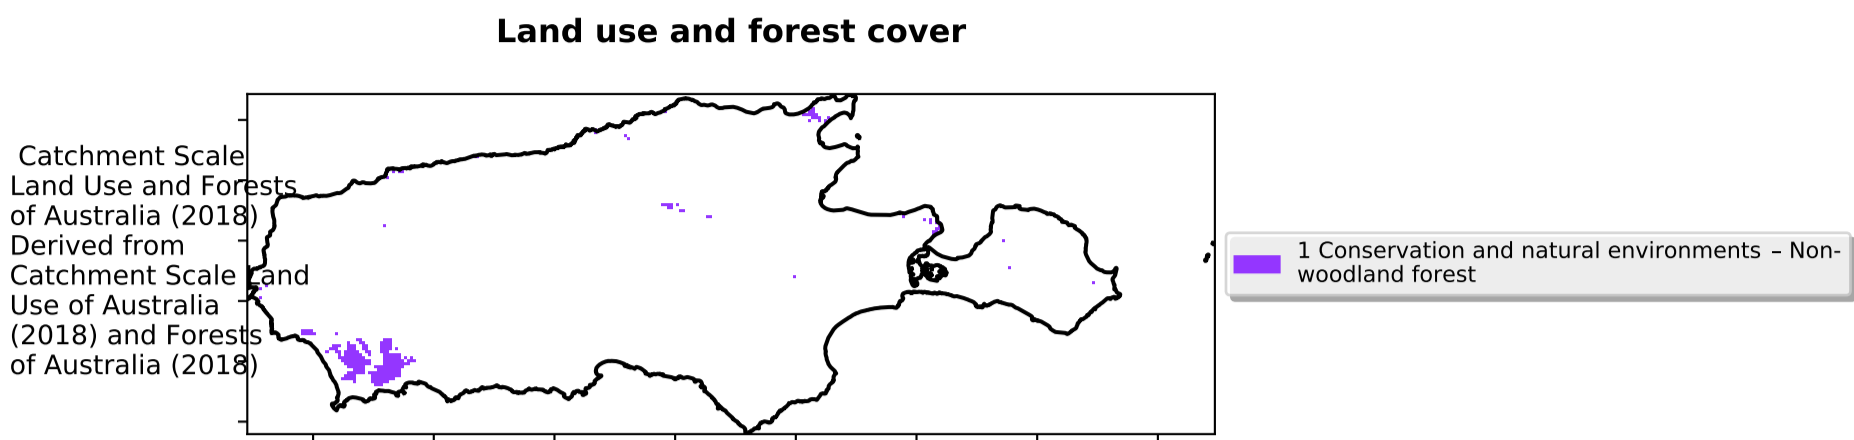 Land use and forest cover
Catchment Scale
Land Use and Forests
of Australia (2018)
Derived from
Catchment Scale Land
Use of Australia
(2018) and Forests
of Australia (2018)
1 Conservation and natural environments – Non-
woodland forest